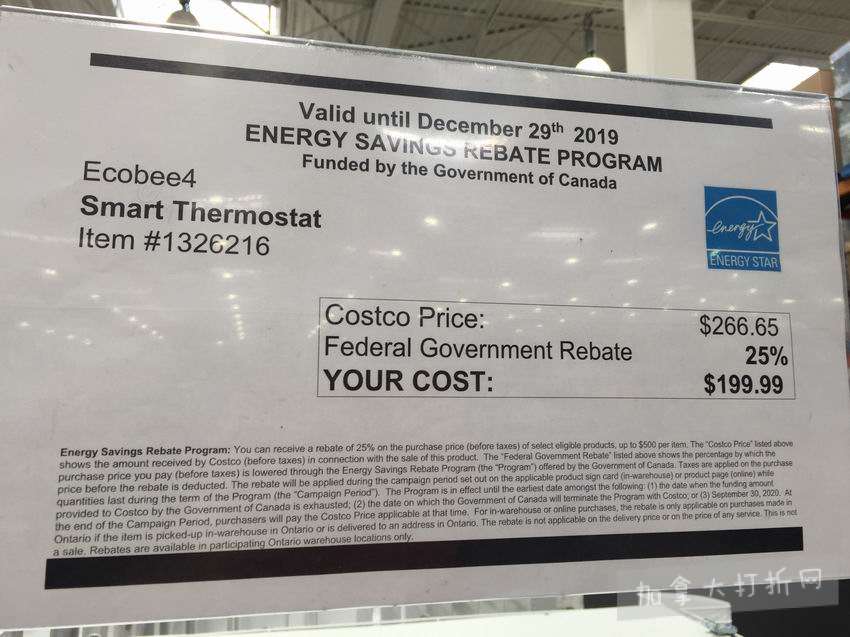 Valid until December 29th 2019
ENERGY SAVINGS REBATE PROGRAM
Funded by the Government of Canada
Ecobee4
Smart Thermostat
Item #1326216
energy
ENERGY STAR
Costco Price: $266.65
Federal Government Rebate 25%
YOUR COST: $199.99
Energy Savings Rebate Program: You can receive a rebate of 25% on the purchase price (before taxes) of select eligible products, up to $500 per item. The "Costco Price" listed above
shows the amount received by Costco (before taxes) in connection with the sale of this product. The "Federal Government Rebate" listed above shows the percentage by which the
purchase price you pay (before taxes) is lowered through the Energy Savings Rebate Program (the "Program") offered by the Government of Canada. Taxes are applied on the purchase
price before the rebate is deducted. The rebate will be applied during the campaign period set out on the applicable product sign card (in-warehouse) or product page (online) while
quantities last during the term of the Program (the "Campaign Period"). The Program is in effect until the earliest date amongst the following: (1) the date when the funding amount
provided to Costco by the Government of Canada is exhausted; (2) the date on which the Government of Canada will terminate the Program with Costco; or (3) September 30, 2020. At
the end of the Campaign Period, purchasers will pay the Costco Price applicable at that time. For in-warehouse or online purchases, the rebate is only applicable on purchases made in
Ontario if the item is picked-up in-warehouse in Ontario or is delivered to an address in Ontario. The rebate is not applicable on the delivery price or on the price of any service. This is not
a sale. Rebates are available in participating Ontario warehouse locations only.
加拿大打折网